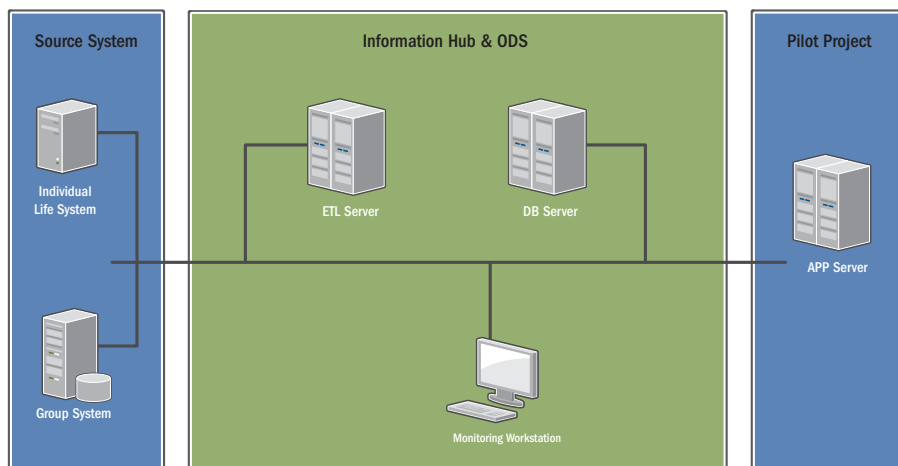 Source System
Information Hub & ODS
Pilot Project
Individual
Life System
ETL Server
DB Server
APP Server
Group System
Monitoring Workstation